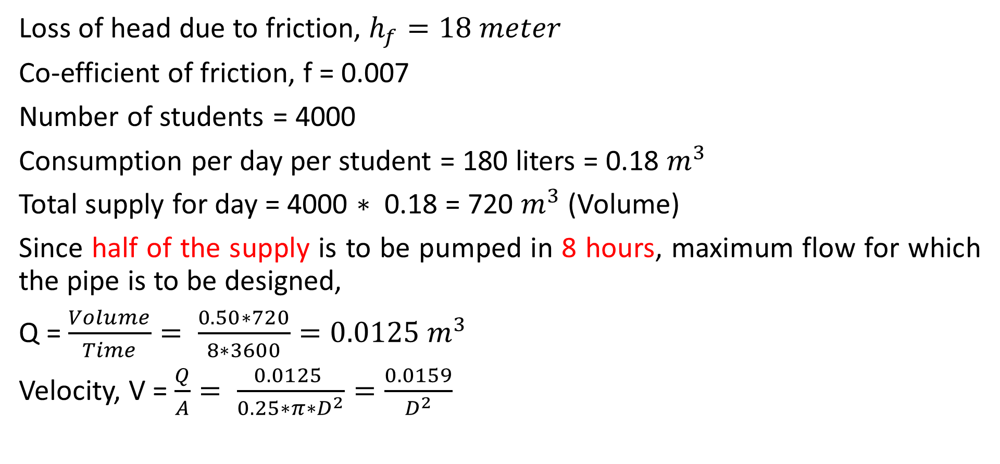 Loss of head due to friction, $h_f = 18 \; meter$
Co-efficient of friction, f = 0.007
Number of students = 4000
Consumption per day per student = 180 liters = 0.18 $m^3$
Total supply for day = 4000 ∗ 0.18 = 720 $m^3$ (Volume)
Since half of the supply is to be pumped in 8 hours, maximum flow for which
the pipe is to be designed,
Q = $\frac{Volume}{Time} = \frac{0.50*720}{8*3600} = 0.0125 \; m^3$
Velocity, V = $\frac{Q}{A} = \frac{0.0125}{0.25*\pi*D^2} = \frac{0.0159}{D^2}$